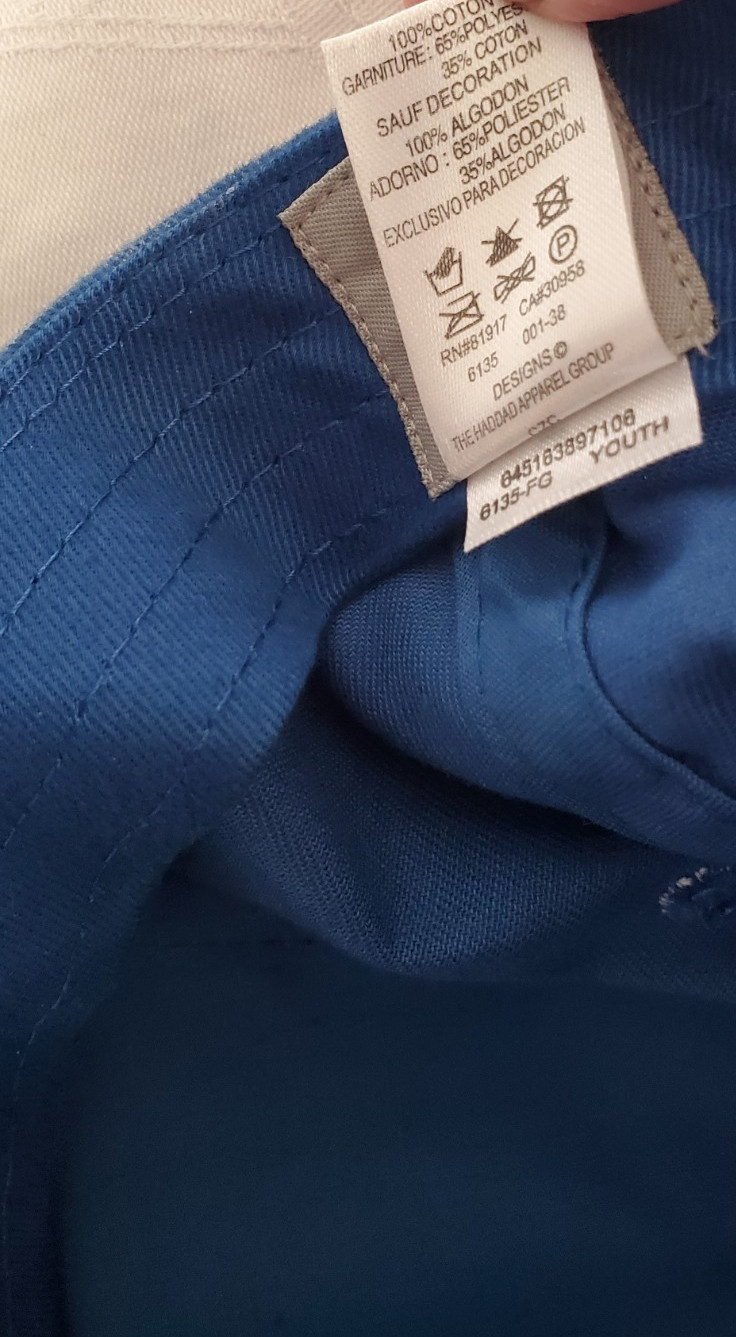 100%COTON
GARNITURE: 65%POLYES
35% COTON
SAUF DECORATION
100% ALGODON
ADORNO : 65%POLIESTER
35%ALGODON
EXCLUSIVO PARA DECORACION
P
RN#81917 CA#30958
6135 001-38
DESIGNS ©
THE HADDAD APPAREL GROUP
645163897106
6135-FG YOUTH